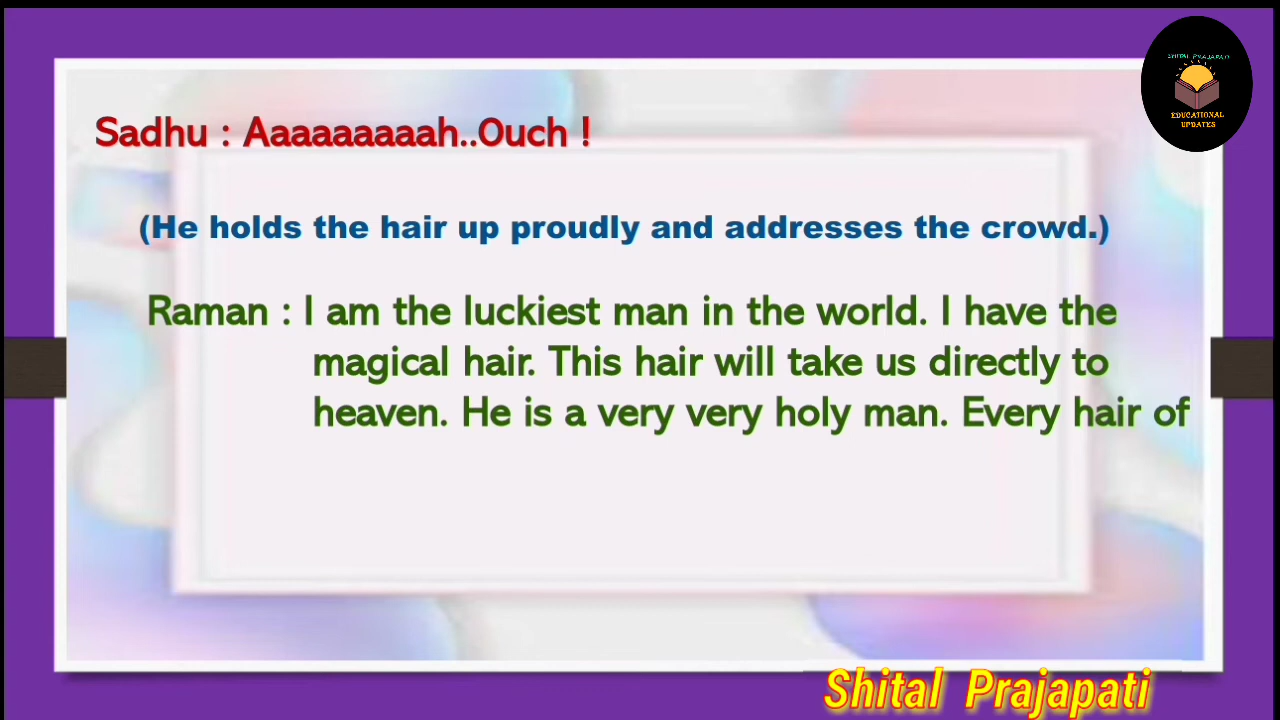 SHITAL PRAJAPATI
EDUCATIONAL
UPDATES
Sadhu : Aaaaaaaaah..Ouch !
(He holds the hair up proudly and addresses the crowd.)
Raman : I am the luckiest man in the world. I have the
magical hair. This hair will take us directly to
heaven. He is a very very holy man. Every hair of
Shital Prajapati